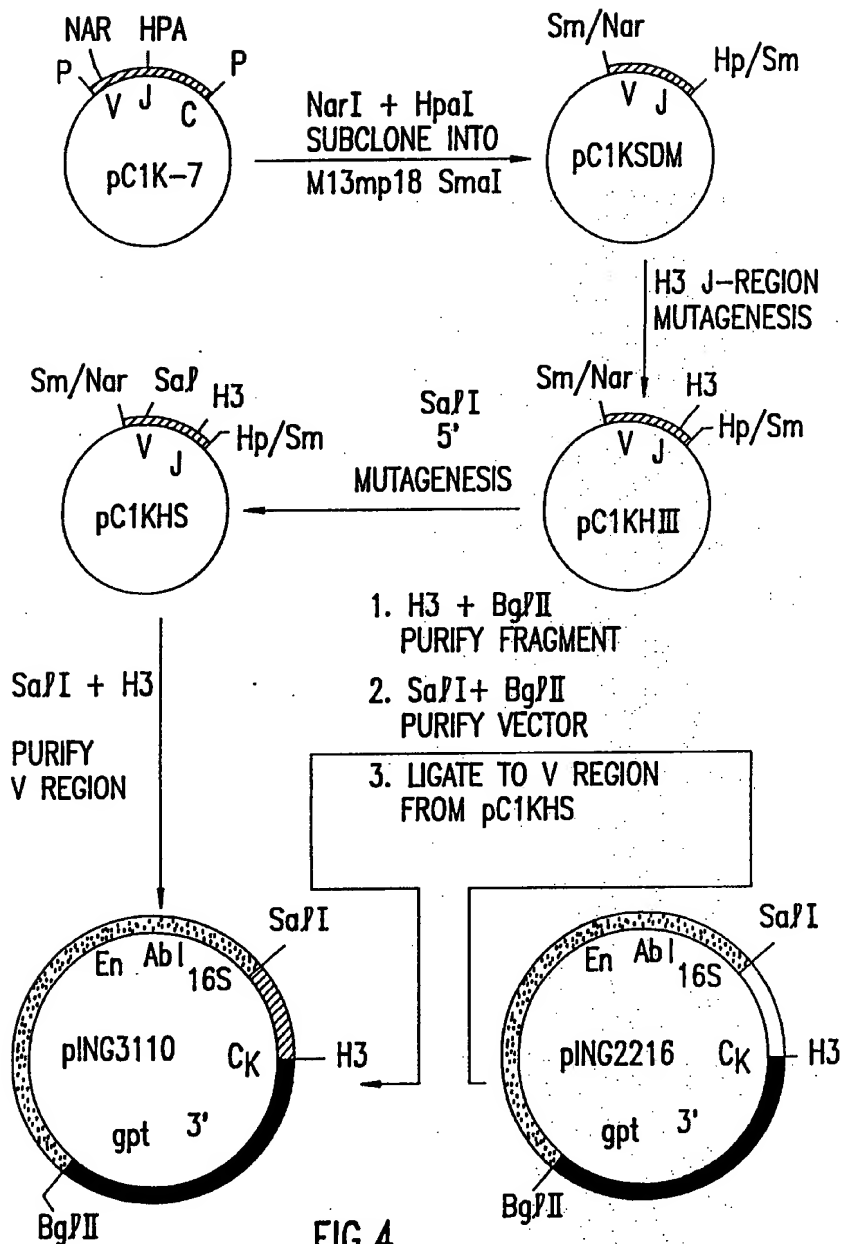 NAR HPA
P P
V J C
pC1K-7
NarI + HpaI
SUBCLONE INTO
M13mp18 SmaI
Sm/Nar
Hp/Sm
V J
pC1KSDM
H3 J-REGION
MUTAGENESIS
Sm/Nar SalI
H3
Hp/Sm
V J
pC1KHS
SalI
5'
MUTAGENESIS
Sm/Nar H3
Hp/Sm
V J
pC1KHIII
SalI + H3
PURIFY
V REGION
1. H3 + BglII
PURIFY FRAGMENT
2. SalI+ BglII
PURIFY VECTOR
3. LIGATE TO V REGION
FROM pC1KHS
SalI
En AbI 16S
pING3110
CK H3
gpt 3'
BglII
SalI
En AbI 16S
pING2216
CK H3
gpt 3'
BglII
FIG.4